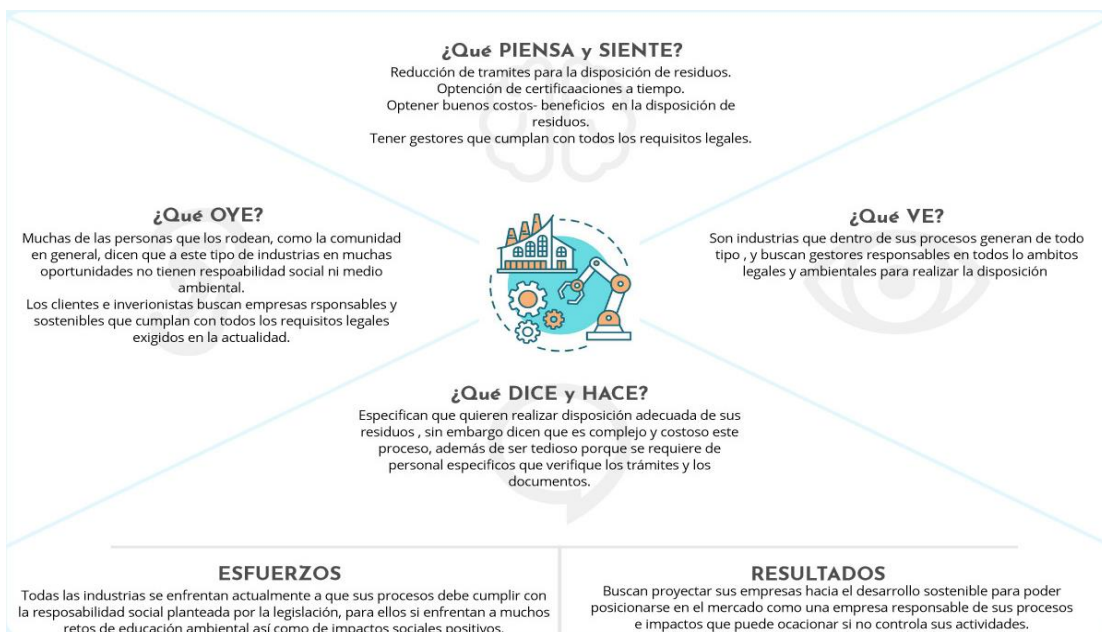 ¿Qué PIENSA y SIENTE?
Reducción de tramites para la disposición de residuos.
Optención de certificaaciones a tiempo.
Optener buenos costos- beneficios en la disposición de
residuos.
Tener gestores que cumplan con todos los requisitos legales.
¿Qué OYE?
Muchas de las personas que los rodean, como la comunidad
en general, dicen que a este tipo de industrias en muchas
oportunidades no tienen respoabilidad social ni medio
ambiental.
Los clientes e inverionistas buscan empresas rsponsables y
sostenibles que cumplan con todos los requisitos legales
exigidos en la actualidad.
¿Qué VE?
Son industrias que dentro de sus procesos generan de todo
tipo , y buscan gestores responsables en todos lo ambitos
legales y ambientales para realizar la disposición
¿Qué DICE y HACE?
Especifican que quieren realizar disposición adecuada de sus
residuos , sin embargo dicen que es complejo y costoso este
proceso, además de ser tedioso porque se requiere de
personal especificos que verifique los trámites y los
documentos.
ESFUERZOS
Todas las industrias se enfrentan actualmente a que sus procesos debe cumplir con
la resposabilidad social planteada por la legislación, para ellos si enfrentan a muchos
retos de educación ambiental así como de impactos sociales positivos.
RESULTADOS
Buscan proyectar sus empresas hacia el desarrollo sostenible para poder
posicionarse en el mercado como una empresa responsable de sus procesos
e impactos que puede ocacionar si no controla sus actividades.